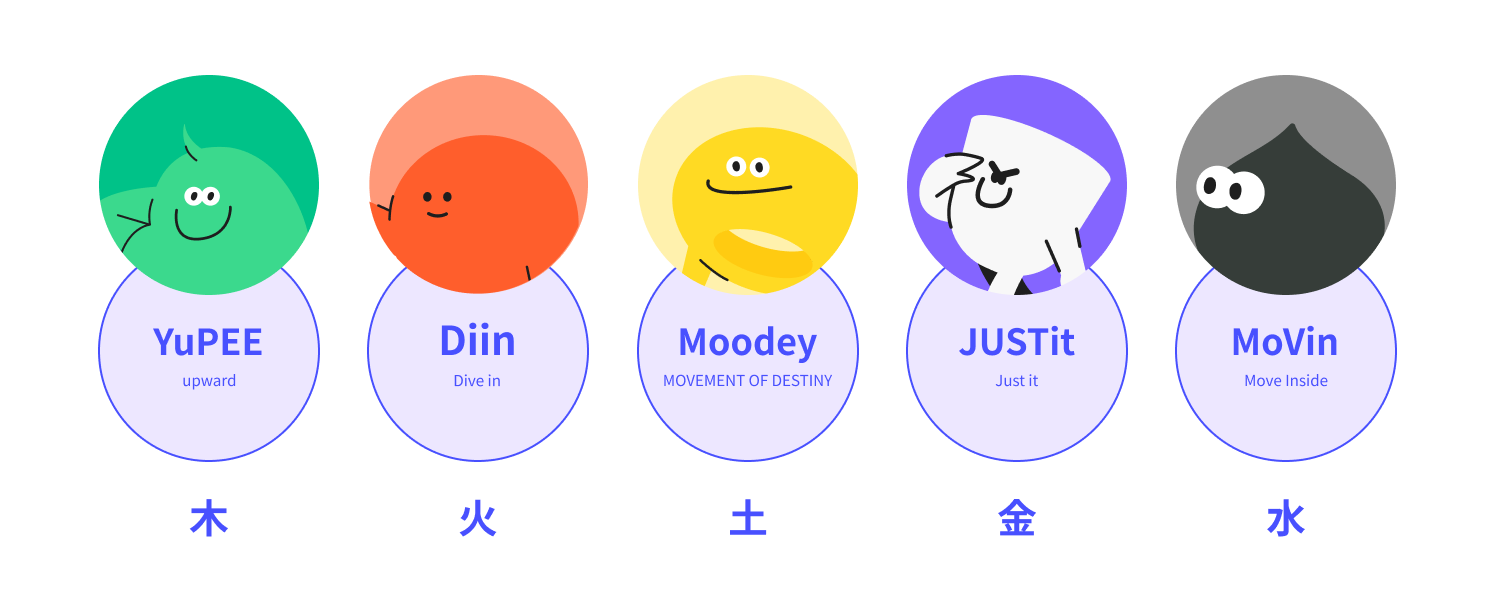 YuPEE
upward
Diin
Dive in
Moodey
MOVEMENT OF DESTINY
JUSTit
Just it
MoVin
Move Inside
木
火
土
金
水